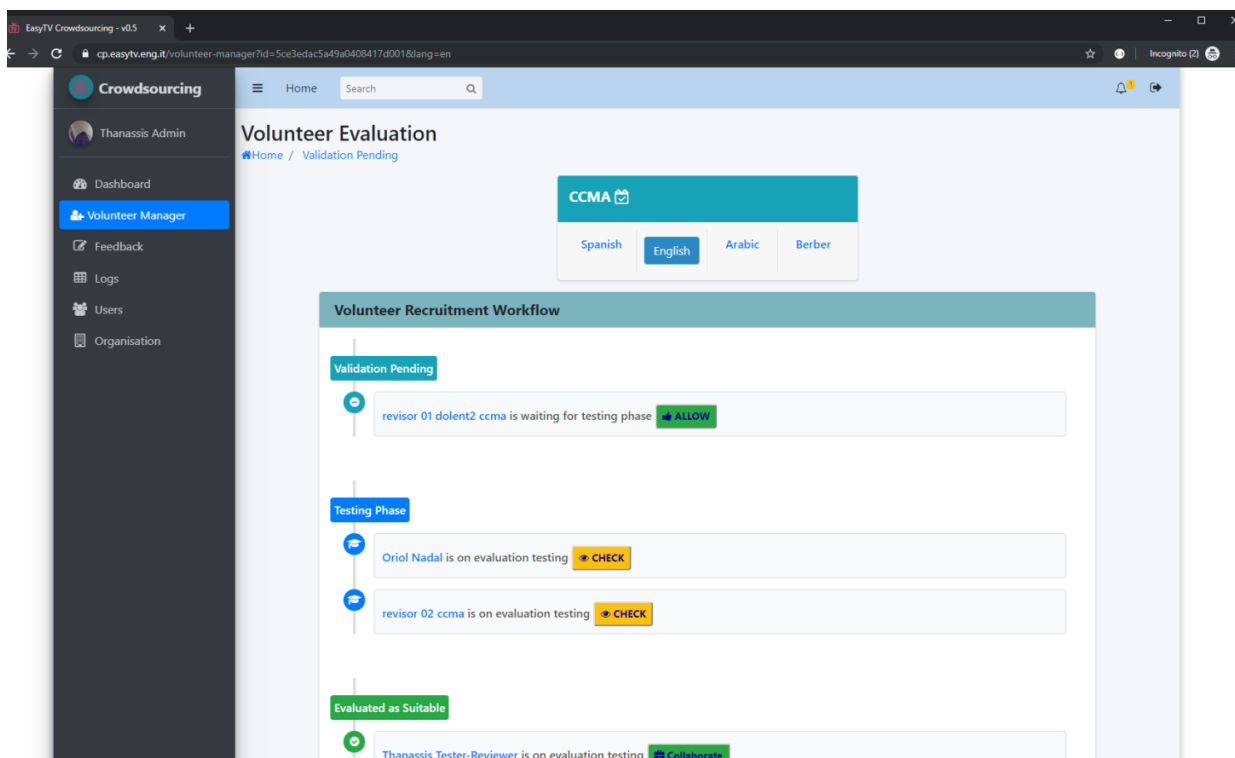 EasyTV Crowdsourcing - v0.5
cp.easytv.eng.it/volunteer-manager?id=5ce3edac5a49a0408417d001&lang=en
Incognito (2)
Crowdsourcing
Home
Search
Thanassis Admin
Volunteer Evaluation
Home / Validation Pending
Dashboard
Volunteer Manager
Feedback
Logs
Users
Organisation
CCMA
Spanish English Arabic Berber
Volunteer Recruitment Workflow
Validation Pending
revisor 01 dolent2 ccma is waiting for testing phase ALLOW
Testing Phase
Oriol Nadal is on evaluation testing CHECK
revisor 02 ccma is on evaluation testing CHECK
Evaluated as Suitable
Thanassis Tester-Reviewer is on evaluation testing Collaborate